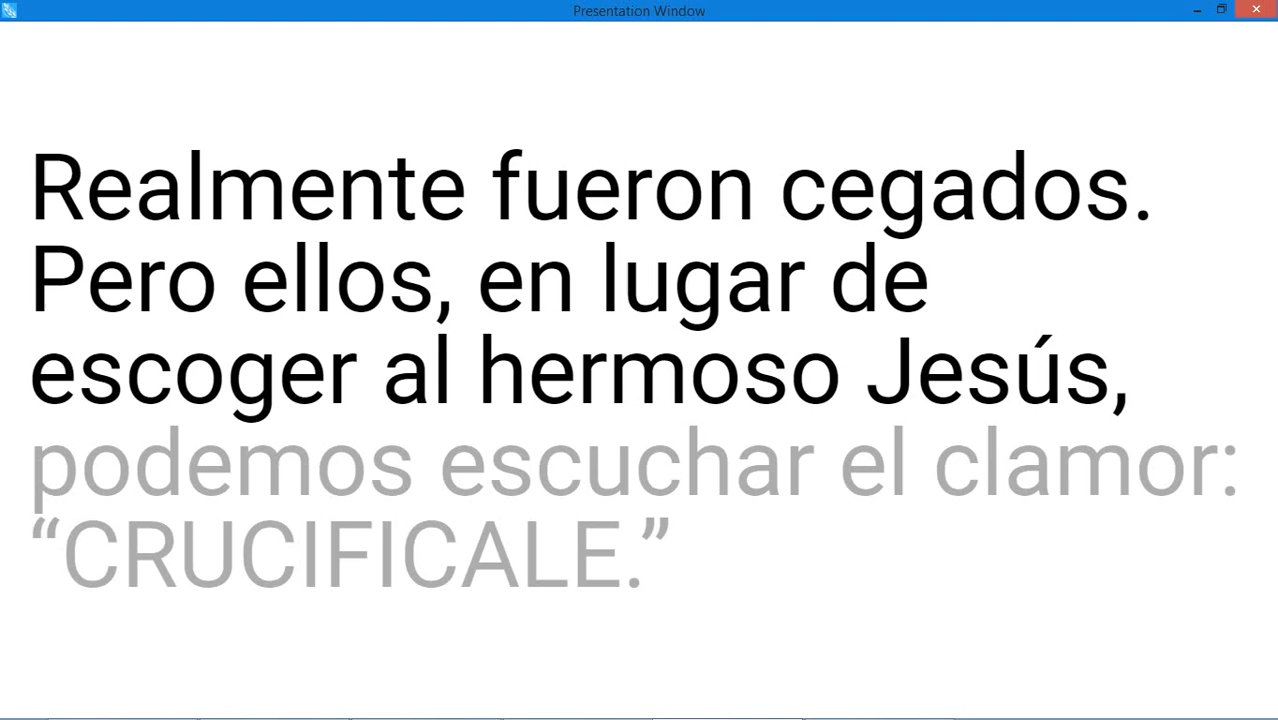 Presentation Window
Realmente fueron cegados.
Pero ellos, en lugar de
escoger al hermoso Jesús,
podemos escuchar el clamor:
“CRUCIFICALE.”